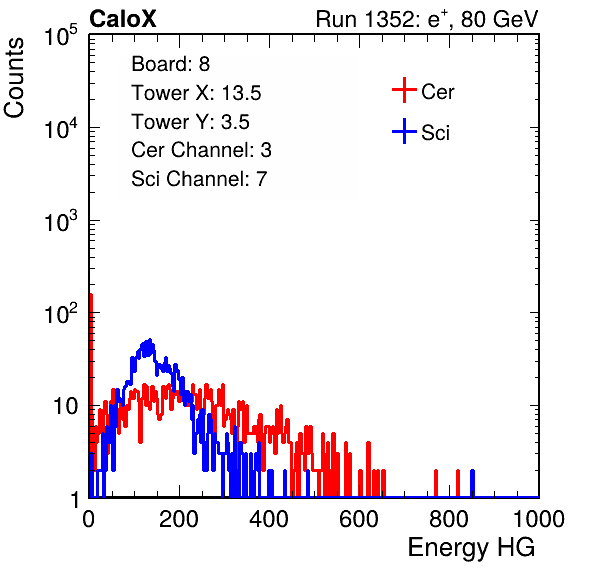 CaloX
Run 1352: e⁺, 80 GeV
Counts
10⁵
10⁴
10³
10²
10
1
Board: 8
Tower X: 13.5
Tower Y: 3.5
Cer Channel: 3
Sci Channel: 7
Cer
Sci
0 200 400 600 800 1000
Energy HG